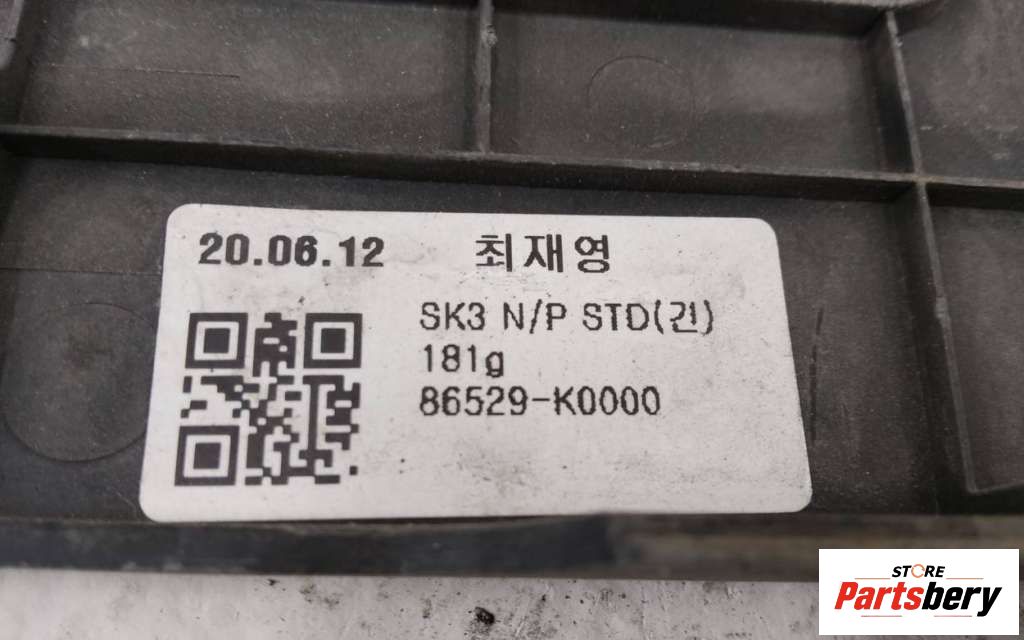 20.06.12 최재영
SK3 N/P STD(긴)
181g
86529-K0000
STORE
Partsbery